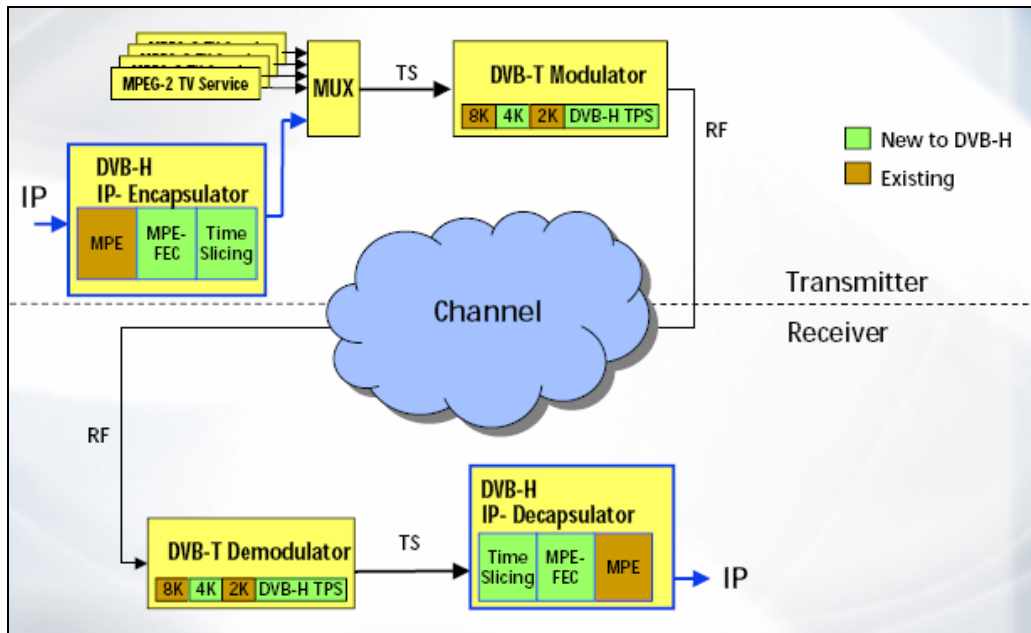 MPEG-2 TV Service
MUX
TS
DVB-T Modulator
8K 4K 2K DVB-H TPS
RF
New to DVB-H
Existing
DVB-H
IP- Encapsulator
IP
MPE
MPE-
FEC
Time
Slicing
Channel
Transmitter
Receiver
RF
DVB-T Demodulator
8K 4K 2K DVB-H TPS
TS
DVB-H
IP- Decapsulator
Time
Slicing
MPE-
FEC
MPE
IP